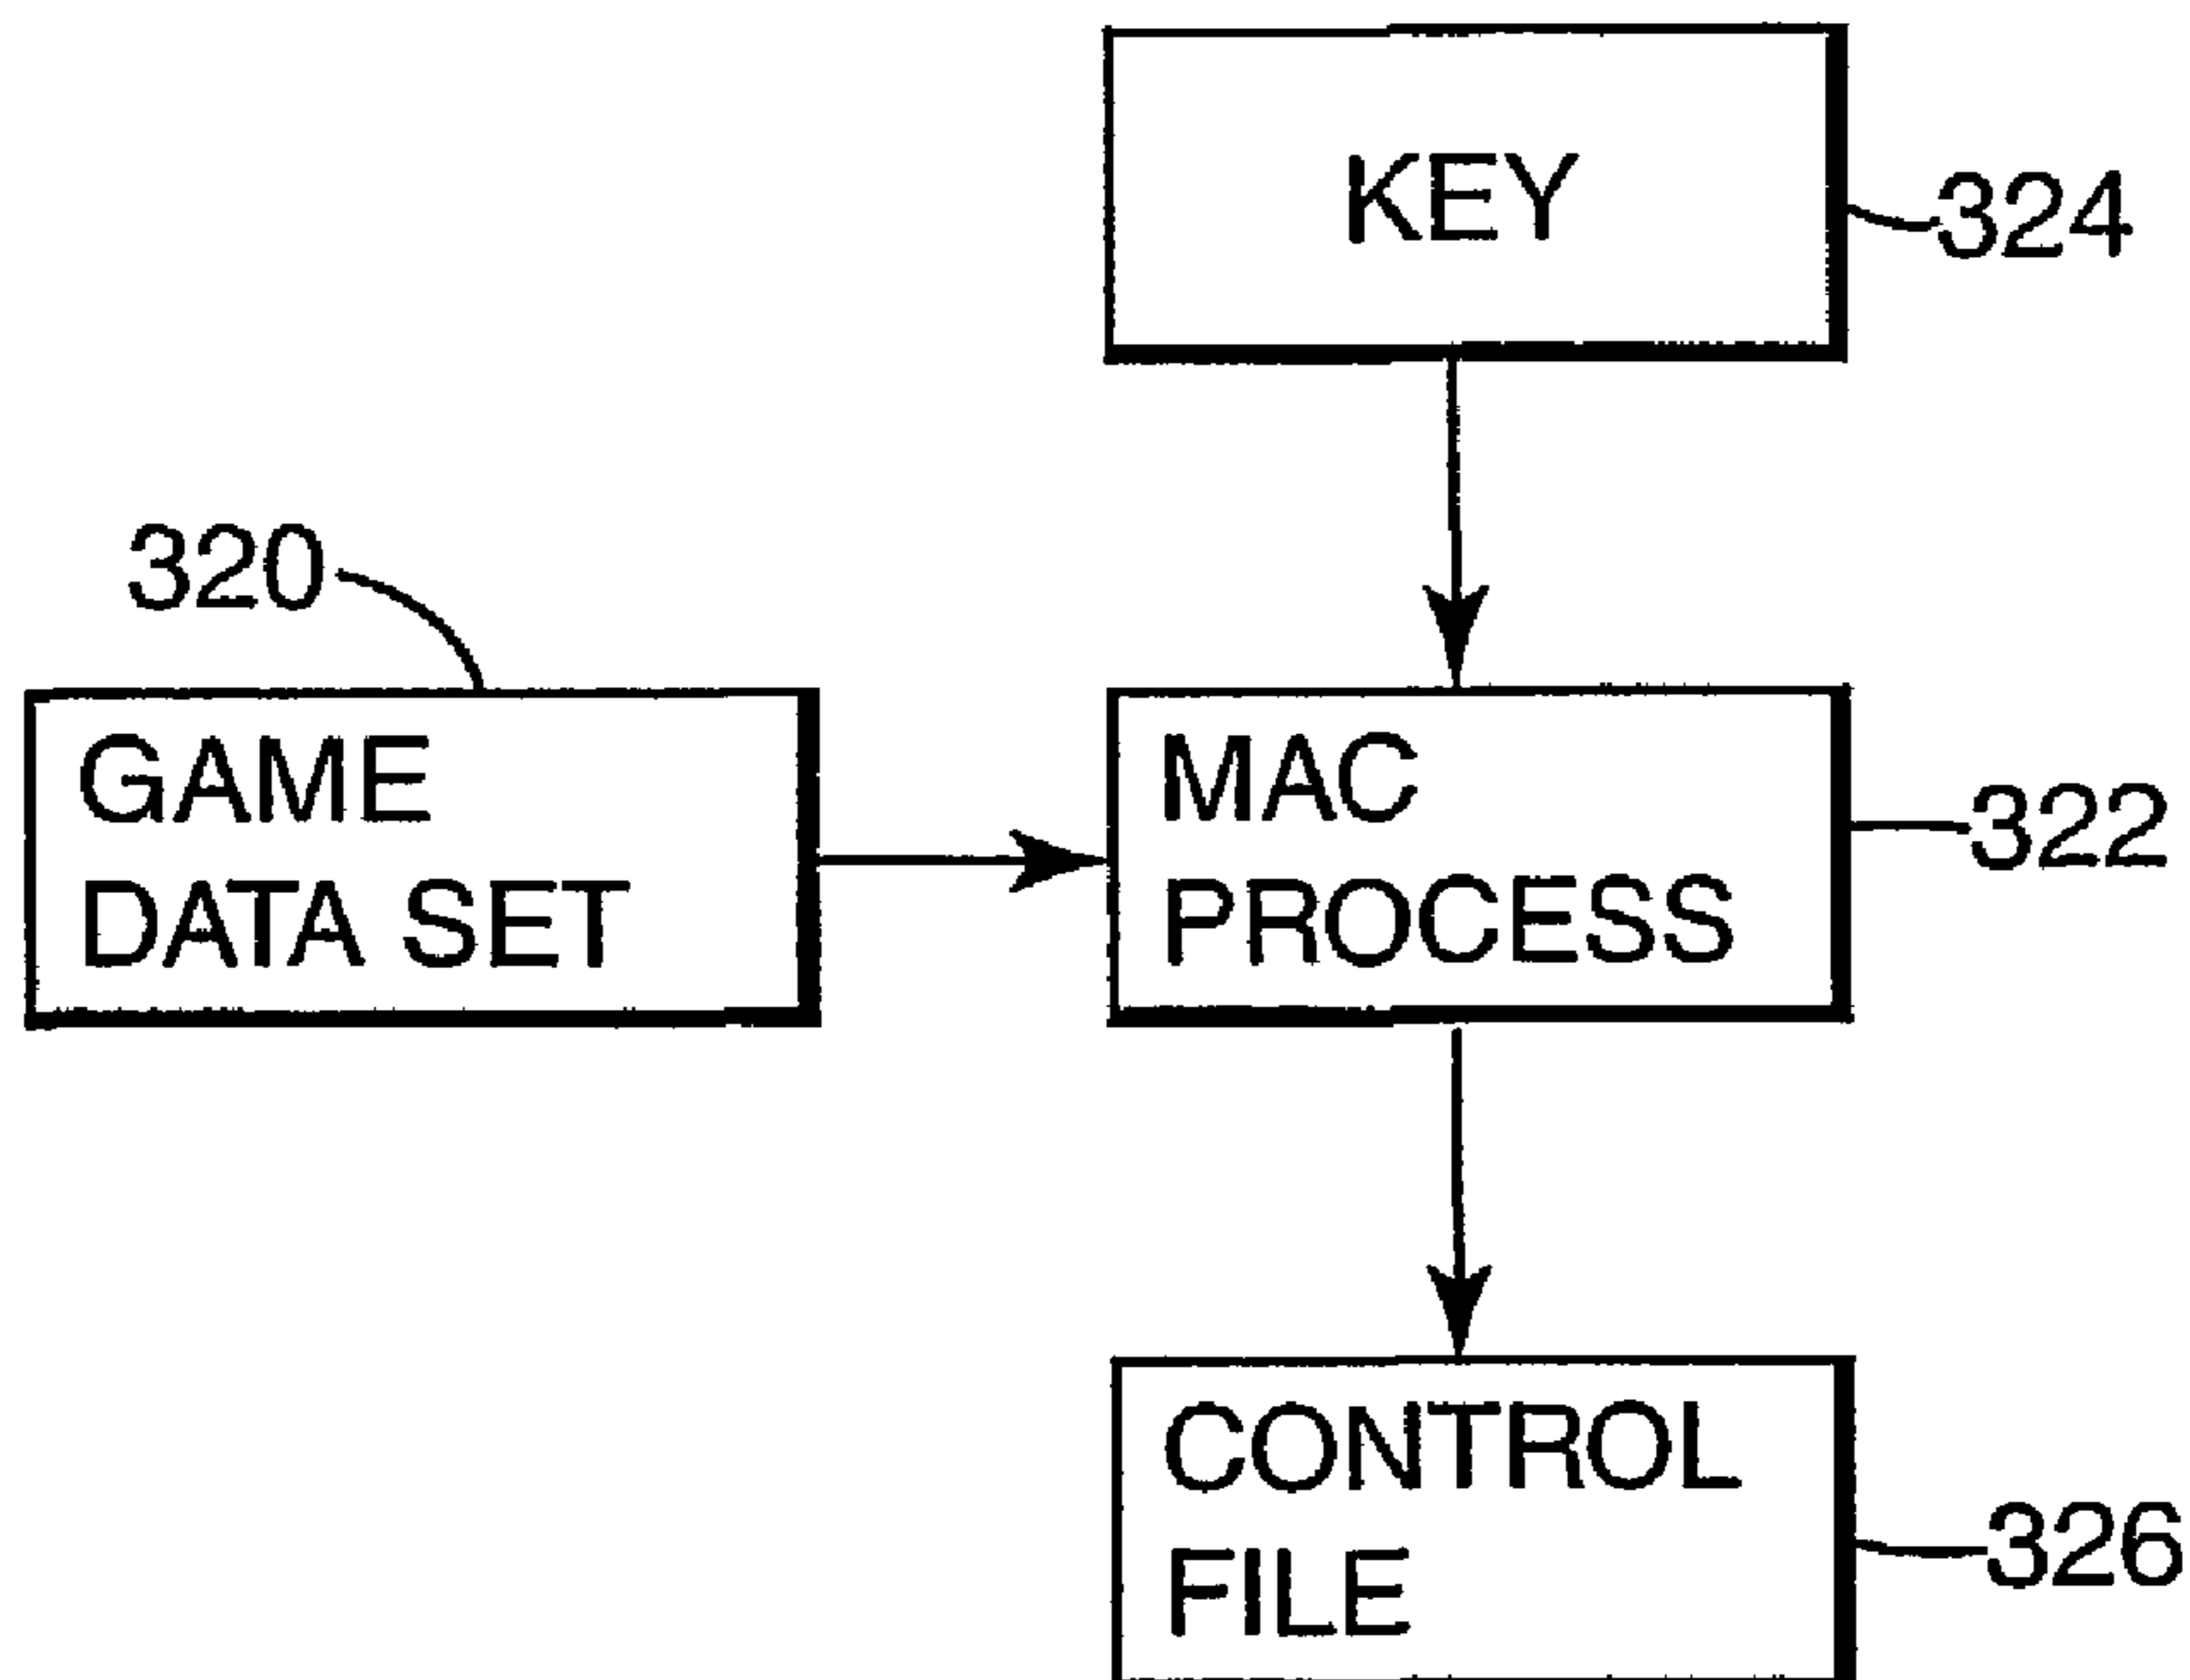 KEY
324
320
GAME
DATA SET
MAC
PROCESS
322
CONTROL
FILE
326